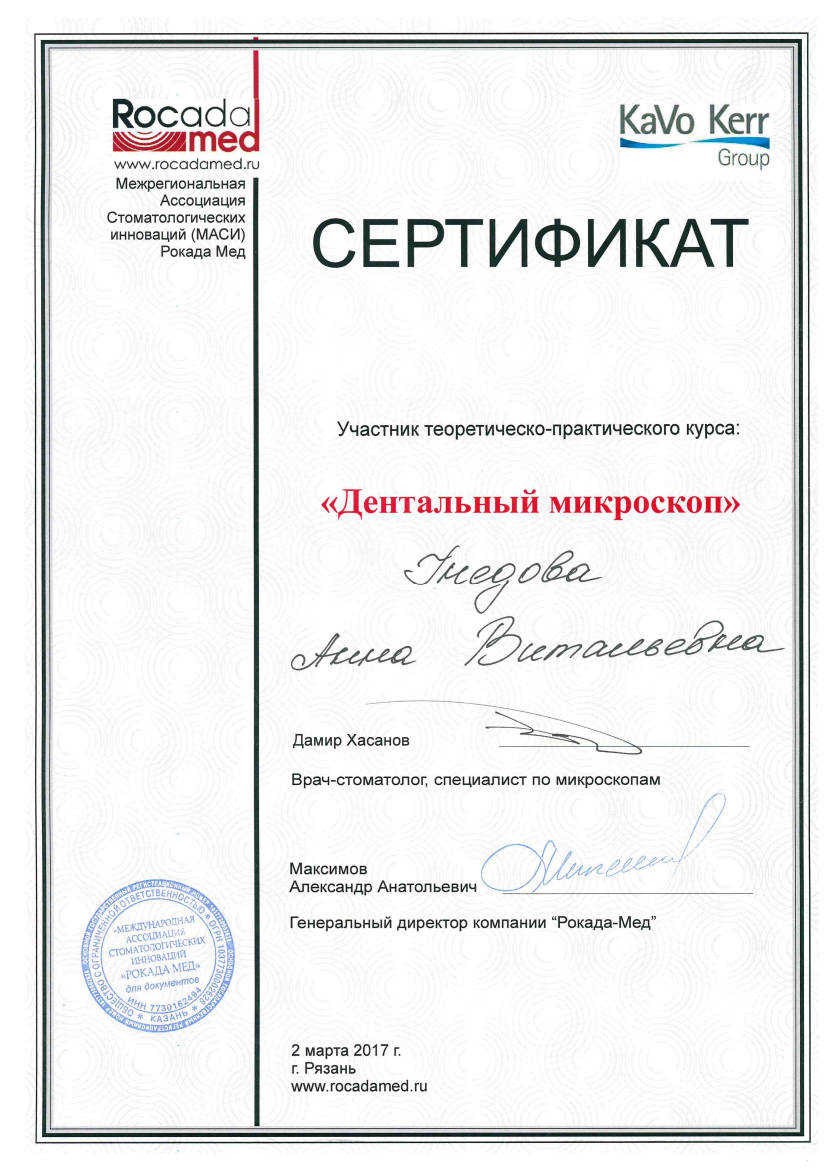 Rocada
med
www.rocadamed.ru
Межрегиональная
Ассоциация
Стоматологических
инноваций (МАСИ)
Рокада Мед
KaVo Kerr
Group
СЕРТИФИКАТ
Участник теоретическо-практического курса:
«Дентальный микроскоп»
Гнедова
Анна Витальевна
Дамир Хасанов
Врач-стоматолог, специалист по микроскопам
Максимов
Александр Анатольевич
Генеральный директор компании “Рокада-Мед”
ОБЩЕСТВО С ОГРАНИЧЕННОЙ ОТВЕТСТВЕННОСТЬЮ
«МЕЖДУНАРОДНАЯ
АССОЦИАЦИЯ
СТОМАТОЛОГИЧЕСКИХ
ИННОВАЦИЙ
«РОКАДА МЕД»
для документов
ИНН 7730162494
КАЗАНЬ
2 марта 2017 г.
г. Рязань
www.rocadamed.ru